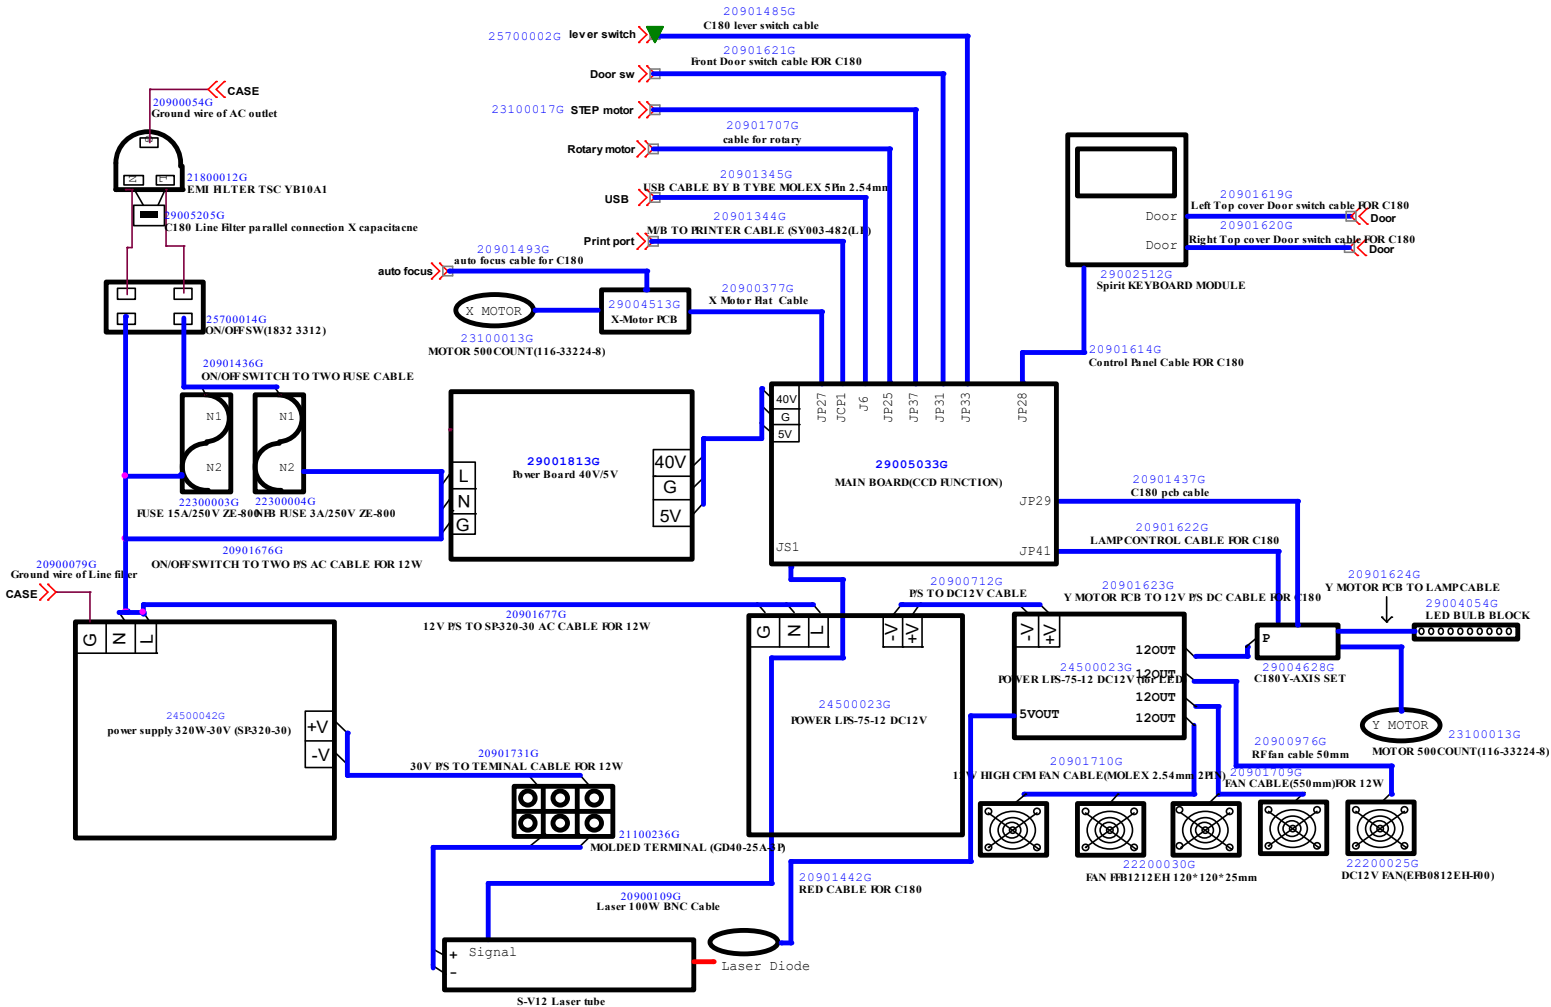 20901485G
C180 lever switch cable
25700002G
lever switch
20901621G
Front Door switch cable FOR C180
Door sw
23100017G
STEP motor
20901707G
cable for rotary
Rotary motor
20901345G
USB CABLE BY B TYBE MOLEX 5Pin 2.54mm
USB
20901344G
M/B TO PRINTER CABLE (SY003-482(LF)
Print port
20901493G
auto focus cable for C180
auto focus
CASE
20900054G
Ground wire of AC outlet
G
N
L
21800012G
EMI FILTER TSC YB10A1
29005205G
C180 Line Filter parallel connection X capacitacne
25700014G
ON/OFF SW(1832 3312)
X MOTOR
23100013G
MOTOR 500COUNT(116-33224-8)
29004513G
X-Motor PCB
20900377G
X Motor Flat Cable
Door
Door
20901619G
Left Top cover Door switch cable FOR C180
Door
20901620G
Right Top cover Door switch cable FOR C180
Door
29002512G
Spirit KEYBOARD MODULE
20901614G
Control Panel Cable FOR C180
20901436G
ON/OFF SWITCH TO TWO FUSE CABLE
N1
N2
N1
N2
22300003G
FUSE 15A/250V ZE-800
22300004G
NFB FUSE 3A/250V ZE-800
20901676G
ON/OFF SWITCH TO TWO P/S AC CABLE FOR 12W
29001813G
Power Board 40V/5V
L
N
G
40V
G
5V
40V
G
5V
JP27
JCP1
J6
JP25
JP37
JP31
JP33
JP28
29005033G
MAIN BOARD(CCD FUNCTION)
JP29
JP41
JS1
20901437G
C180 pcb cable
20901622G
LAMP CONTROL CABLE FOR C180
20900079G
Ground wire of Line filter
CASE
20901677G
12V P/S TO SP-320-30 AC CABLE FOR 12W
20900712G
P/S TO DC12V CABLE
20901623G
Y MOTOR PCB TO 12V P/S DC CABLE FOR C180
20901624G
Y MOTOR PCB TO LAMP CABLE
29004054G
LED BULB BLOCK
G
N
L
+V
-V
24500042G
power supply 320W-30V (SP-320-30)
G
N
L
-V
+V
24500023G
POWER LPS-75-12 DC12V
-V
+V
24500023G
POWER LPS-75-12 DC12V (for LED
12OUT
12OUT
12OUT
12OUT
5VOUT
P
29004628G
C180Y-AXIS SET
Y MOTOR
23100013G
MOTOR 500COUNT(116-33224-8)
20900976G
RF fan cable 50mm
20901731G
30V P/S TO TEMINAL CABLE FOR 12W
21100236G
MOLDED TERMINAL (GD40-25A-3P)
20901710G
12V HIGH CFM FAN CABLE(MOLEX 2.54mm 2PIN)
20901709G
FAN CABLE(550mm)FOR 12W
22200030G
FAN FFB1212EH 120*120*25mm
22200025G
DC12V FAN(EFB0812EH-F00)
20901442G
RED CABLE FOR C180
20900109G
Laser 100W BNC Cable
+
-
Signal
Laser Diode
S-V12 Laser tube